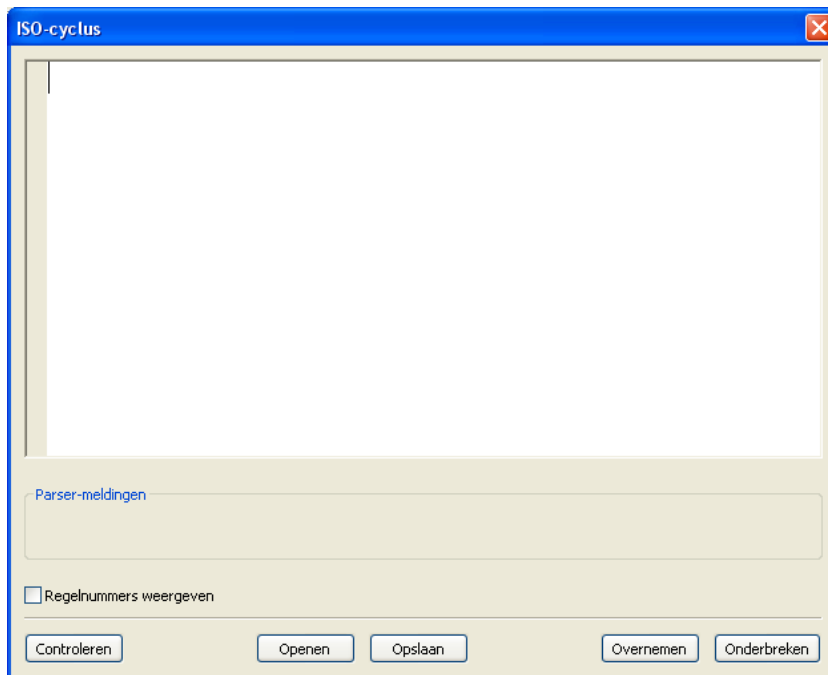 ISO-cyclus
Parser-meldingen
Regelnummers weergeven
Controleren Openen Opslaan Overnemen Onderbreken